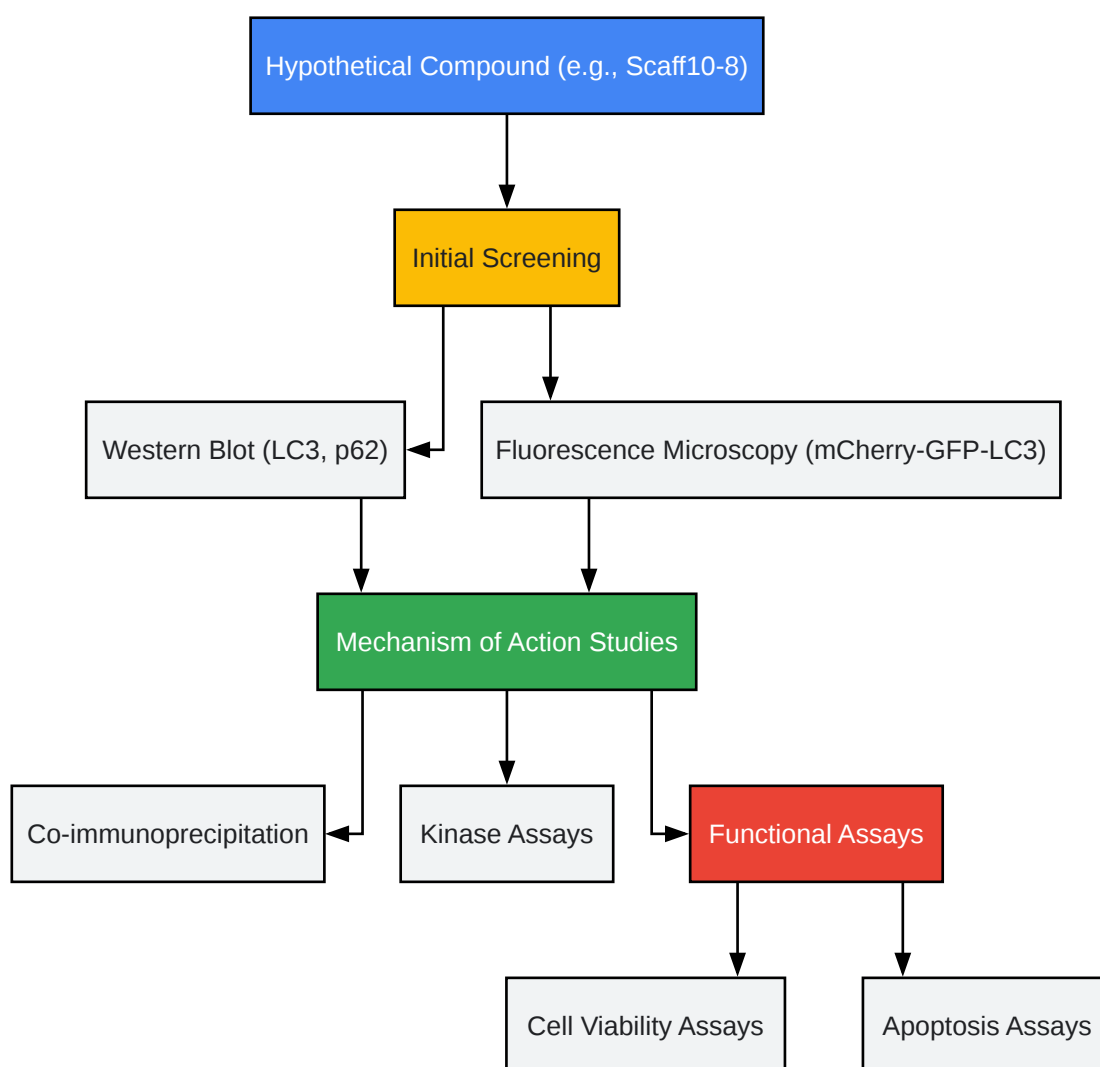 Hypothetical Compound (e.g., Scaff10-8)
Initial Screening
Western Blot (LC3, p62)
Fluorescence Microscopy (mCherry-GFP-LC3)
Mechanism of Action Studies
Co-immunoprecipitation
Kinase Assays
Functional Assays
Cell Viability Assays
Apoptosis Assays